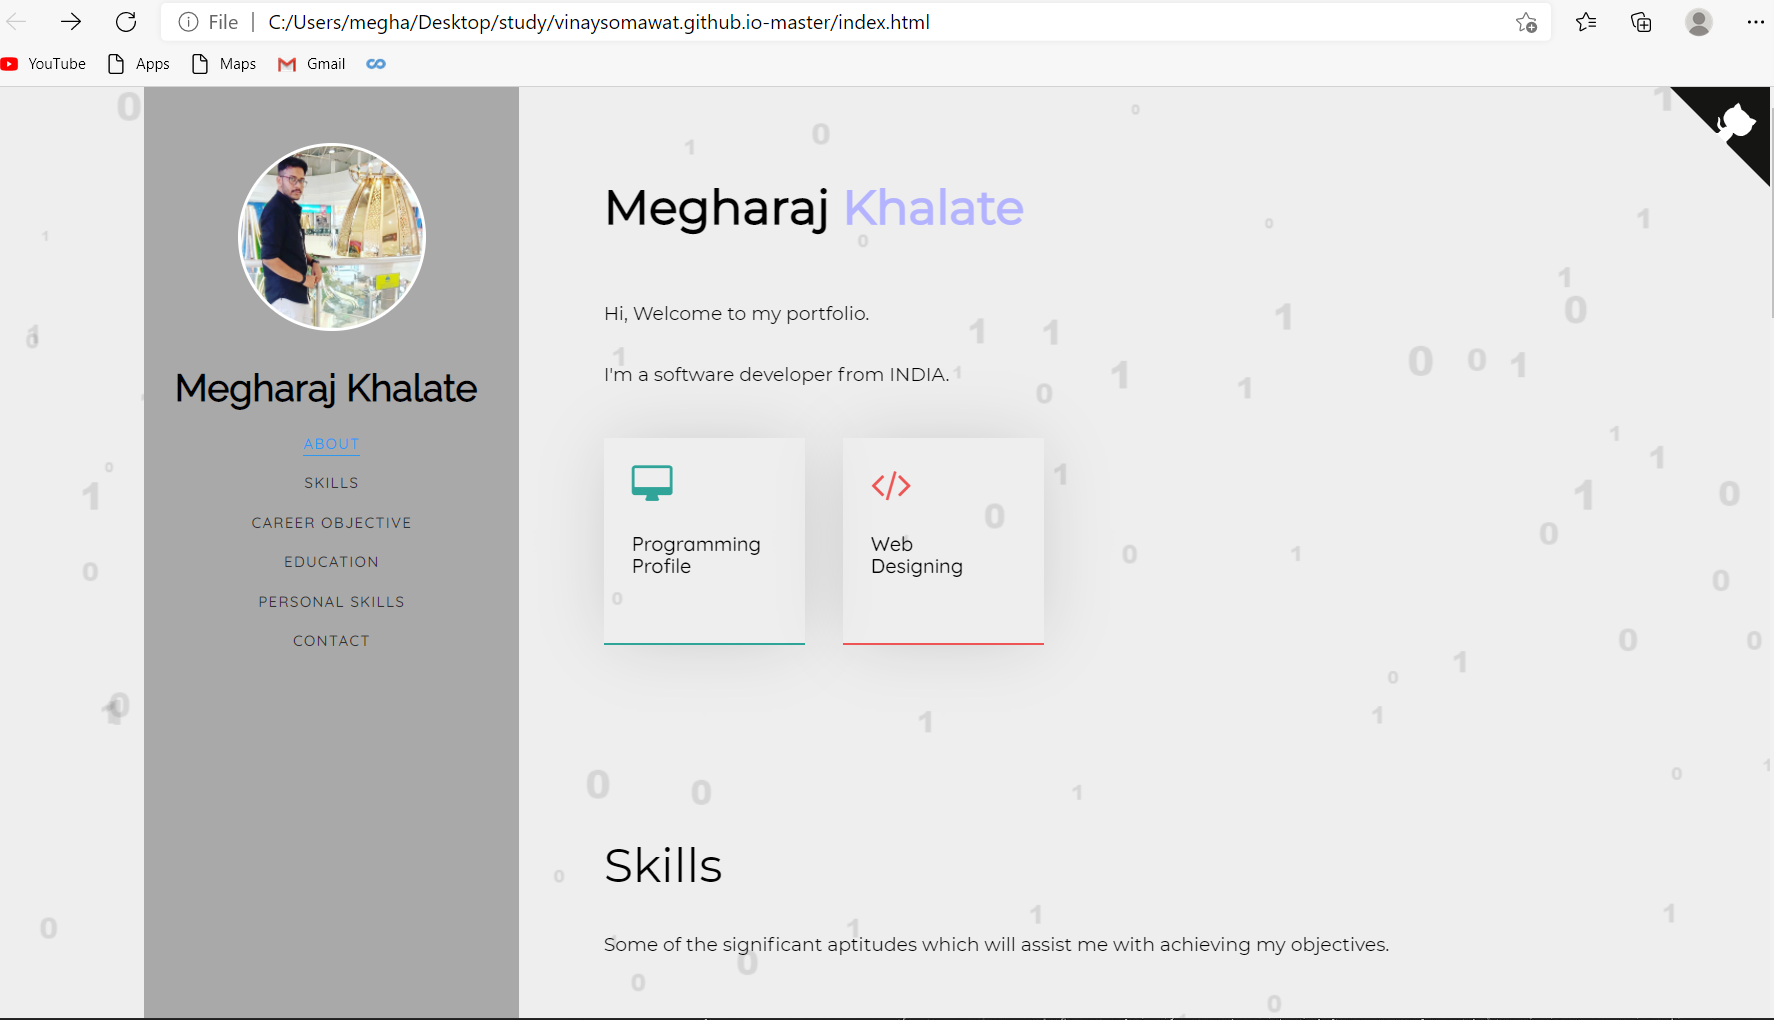 File | C:/Users/megha/Desktop/study/vinaysomawat.github.io-master/index.html
YouTube Apps Maps Gmail
Megharaj Khalate
ABOUT
SKILLS
CAREER OBJECTIVE
EDUCATION
PERSONAL SKILLS
CONTACT
Megharaj Khalate
Hi, Welcome to my portfolio.
I'm a software developer from INDIA.
Programming
Profile
Web
Designing
Skills
Some of the significant aptitudes which will assist me with achieving my objectives.